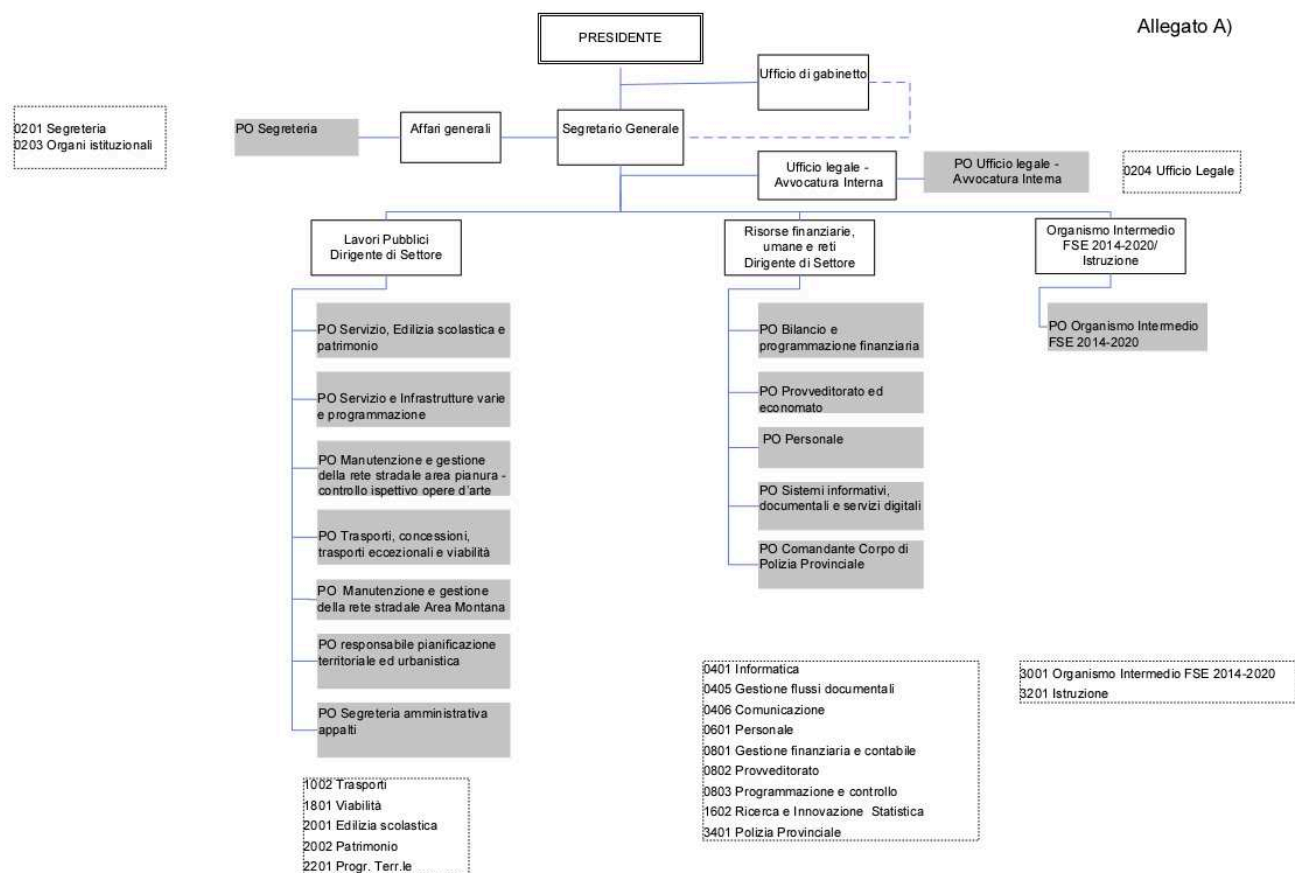 Allegato A)
PRESIDENTE
Ufficio di gabinetto
0201 Segreteria
0203 Organi istituzionali
PO Segreteria
Affari generali
Segretario Generale
Ufficio legale -
Avvocatura Interna
PO Ufficio legale -
Avvocatura Interna
0204 Ufficio Legale
Lavori Pubblici
Dirigente di Settore
Risorse finanziarie,
umane e reti
Dirigente di Settore
Organismo Intermedio
FSE 2014-2020/
Istruzione
PO Servizio, Edilizia scolastica e
patrimonio
PO Servizio e Infrastrutture varie
e programmazione
PO Manutenzione e gestione
della rete stradale area pianura -
controllo ispettivo opere d'arte
PO Trasporti, concessioni,
trasporti eccezionali e viabilità
PO Manutenzione e gestione
della rete stradale Area Montana
PO responsabile pianificazione
territoriale ed urbanistica
PO Segreteria amministrativa
appalti
1002 Trasporti
1801 Viabilità
2001 Edilizia scolastica
2002 Patrimonio
2201 Progr. Terr.le
PO Bilancio e
programmazione finanziaria
PO Provveditorato ed
economato
PO Personale
PO Sistemi informativi,
documentali e servizi digitali
PO Comandante Corpo di
Polizia Provinciale
0401 Informatica
0405 Gestione flussi documentali
0406 Comunicazione
0601 Personale
0801 Gestione finanziaria e contabile
0802 Provveditorato
0803 Programmazione e controllo
1602 Ricerca e Innovazione Statistica
3401 Polizia Provinciale
PO Organismo Intermedio
FSE 2014-2020
3001 Organismo Intermedio FSE 2014-2020
3201 Istruzione